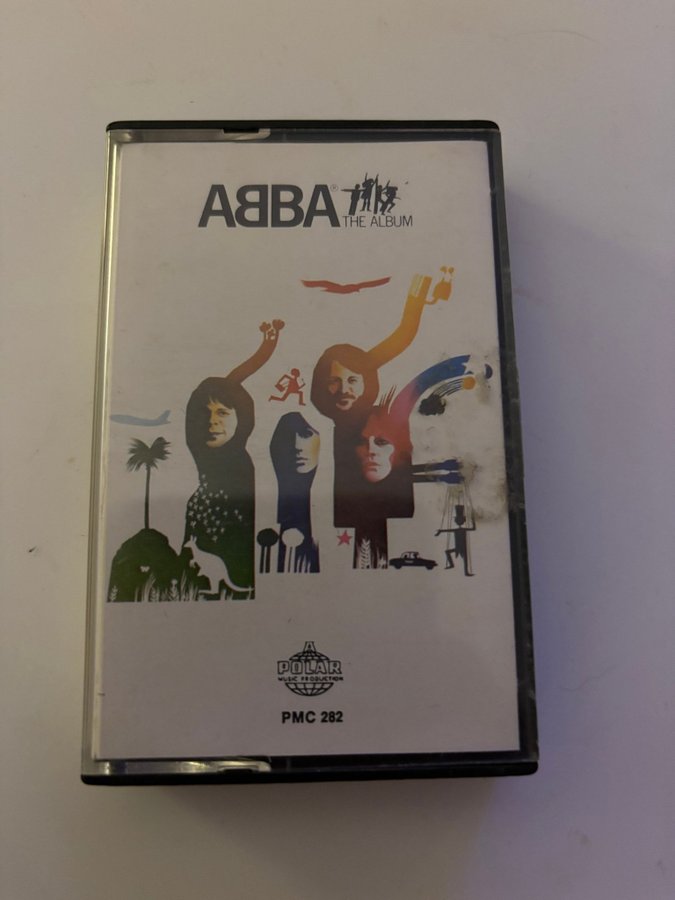 ABBA®
THE ALBUM
A
POLAR
MUSIC PRODUCTION
PMC 282